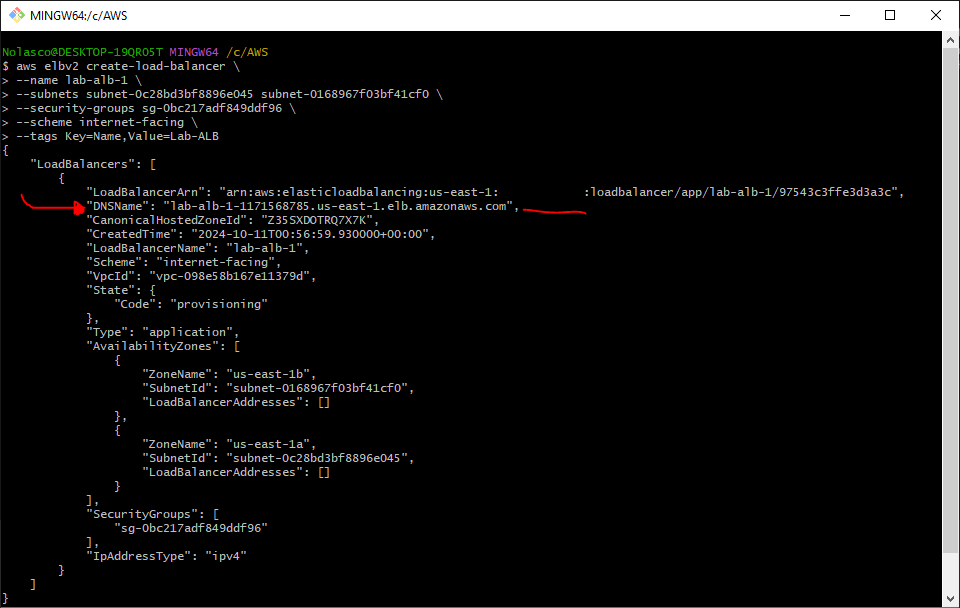 MINGW64:/c/AWS
Nolasco@DESKTOP-19QRO5T MINGW64 /c/AWS
$ aws elbv2 create-load-balancer \
> --name lab-alb-1 \
> --subnets subnet-0c28bd3bf8896e045 subnet-0168967f03bf41cf0 \
> --security-groups sg-0bc217adf849ddf96 \
> --scheme internet-facing \
> --tags Key=Name,Value=Lab-ALB
{
    "LoadBalancers": [
        {
            "LoadBalancerArn": "arn:aws:elasticloadbalancing:us-east-1:            :loadbalancer/app/lab-alb-1/97543c3ffe3d3a3c",
            "DNSName": "lab-alb-1-1171568785.us-east-1.elb.amazonaws.com",
            "CanonicalHostedZoneId": "Z35SXDOTRQ7X7K",
            "CreatedTime": "2024-10-11T00:56:59.930000+00:00",
            "LoadBalancerName": "lab-alb-1",
            "Scheme": "internet-facing",
            "VpcId": "vpc-098e58b167e11379d",
            "State": {
                "Code": "provisioning"
            },
            "Type": "application",
            "AvailabilityZones": [
                {
                    "ZoneName": "us-east-1b",
                    "SubnetId": "subnet-0168967f03bf41cf0",
                    "LoadBalancerAddresses": []
                },
                {
                    "ZoneName": "us-east-1a",
                    "SubnetId": "subnet-0c28bd3bf8896e045",
                    "LoadBalancerAddresses": []
                }
            ],
            "SecurityGroups": [
                "sg-0bc217adf849ddf96"
            ],
            "IpAddressType": "ipv4"
        }
    ]
}